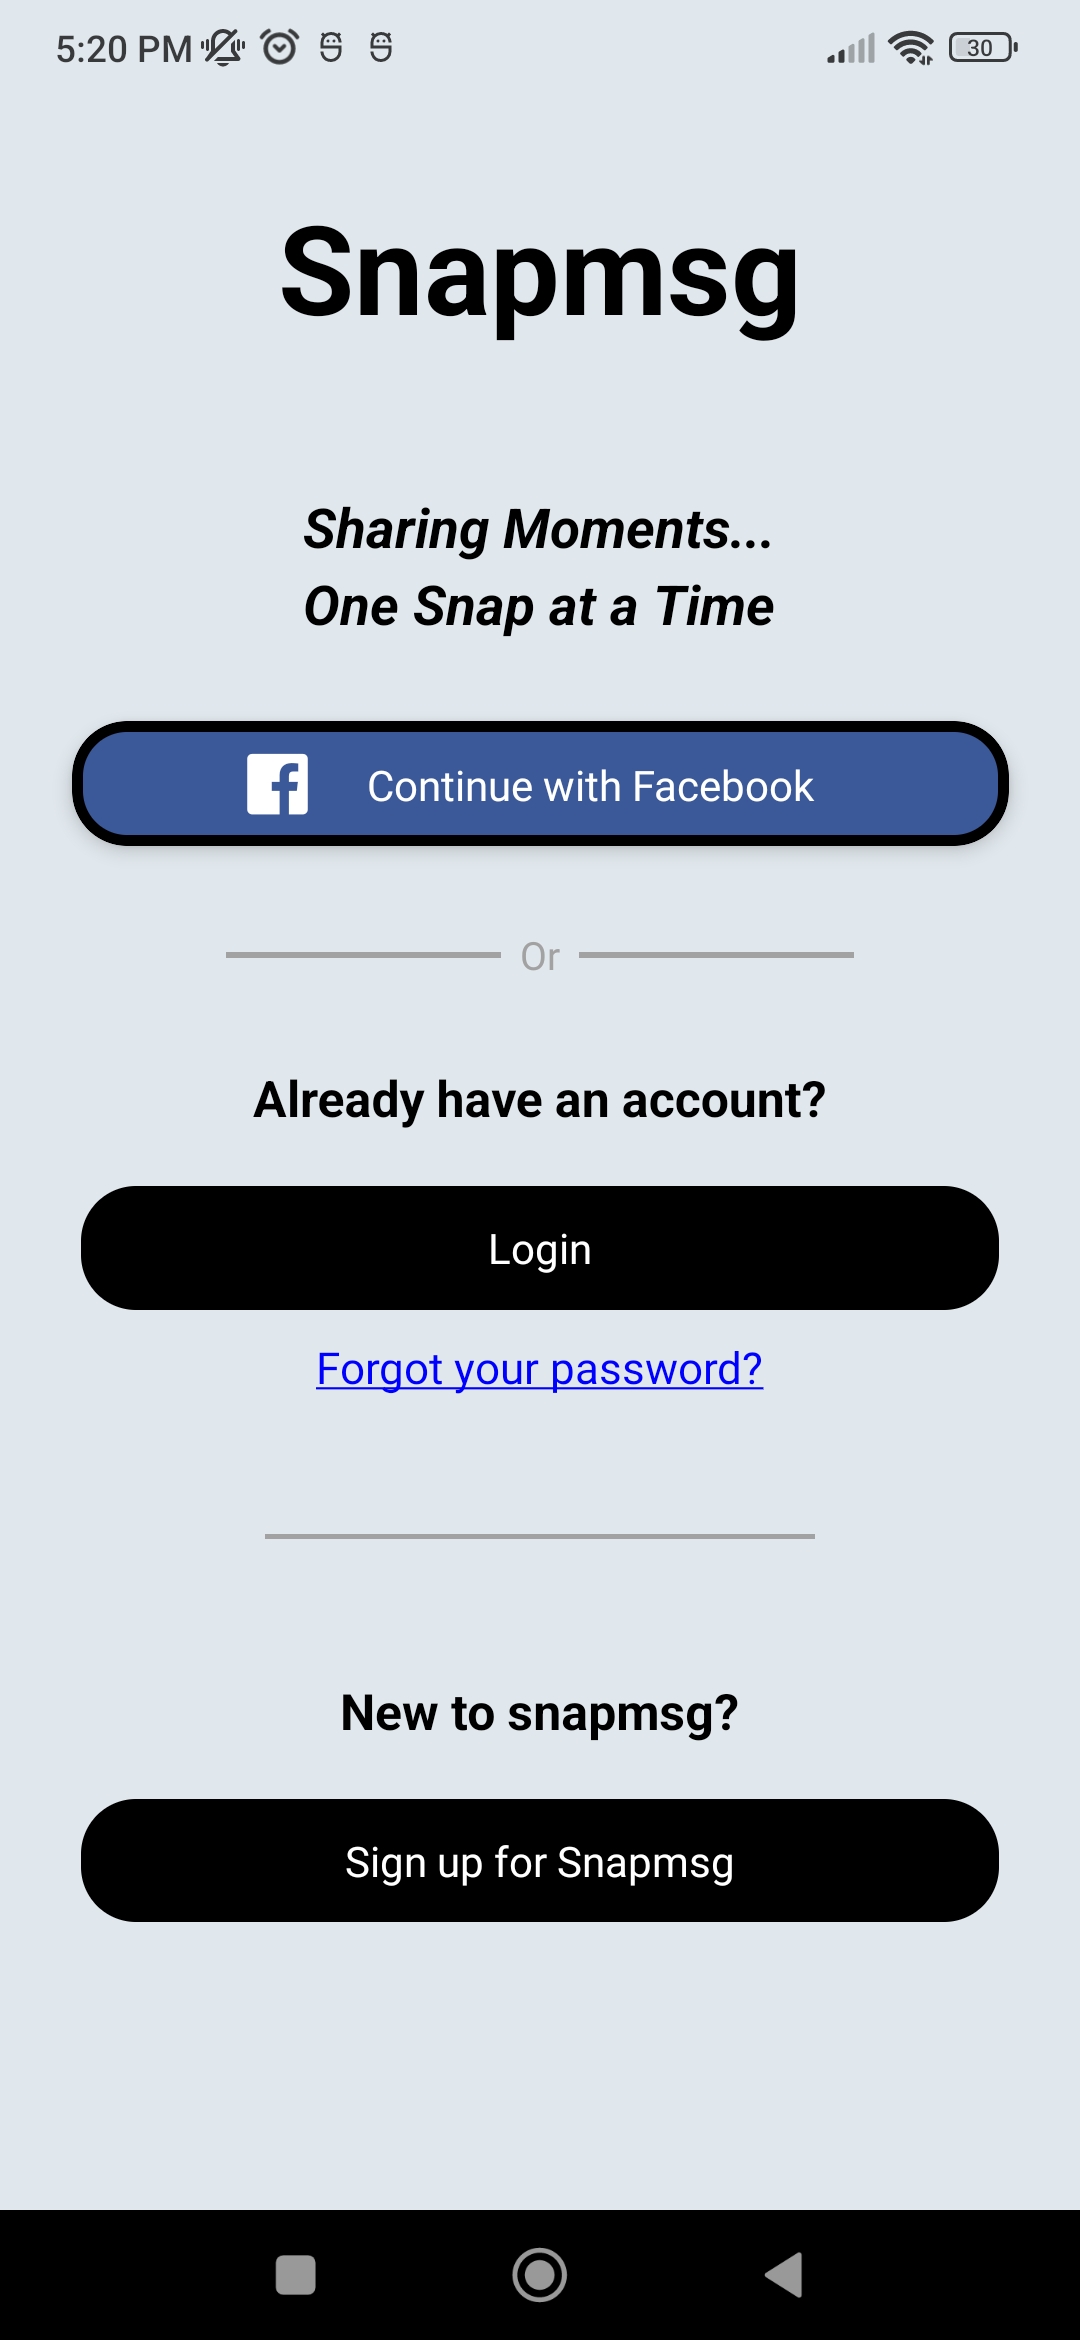 5:20 PM
30
Snapmsg
Sharing Moments...
One Snap at a Time
Continue with Facebook
Or
Already have an account?
Login
Forgot your password?
New to snapmsg?
Sign up for Snapmsg